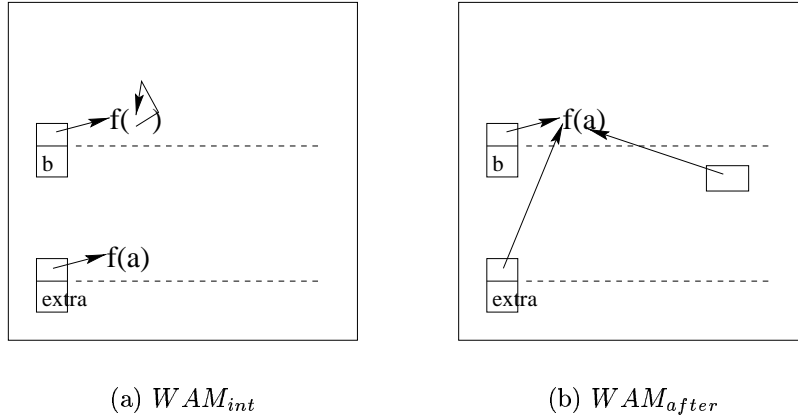 f( )
b
f(a)
extra
(a) WAM_int
f(a)
b
extra
(b) WAM_after